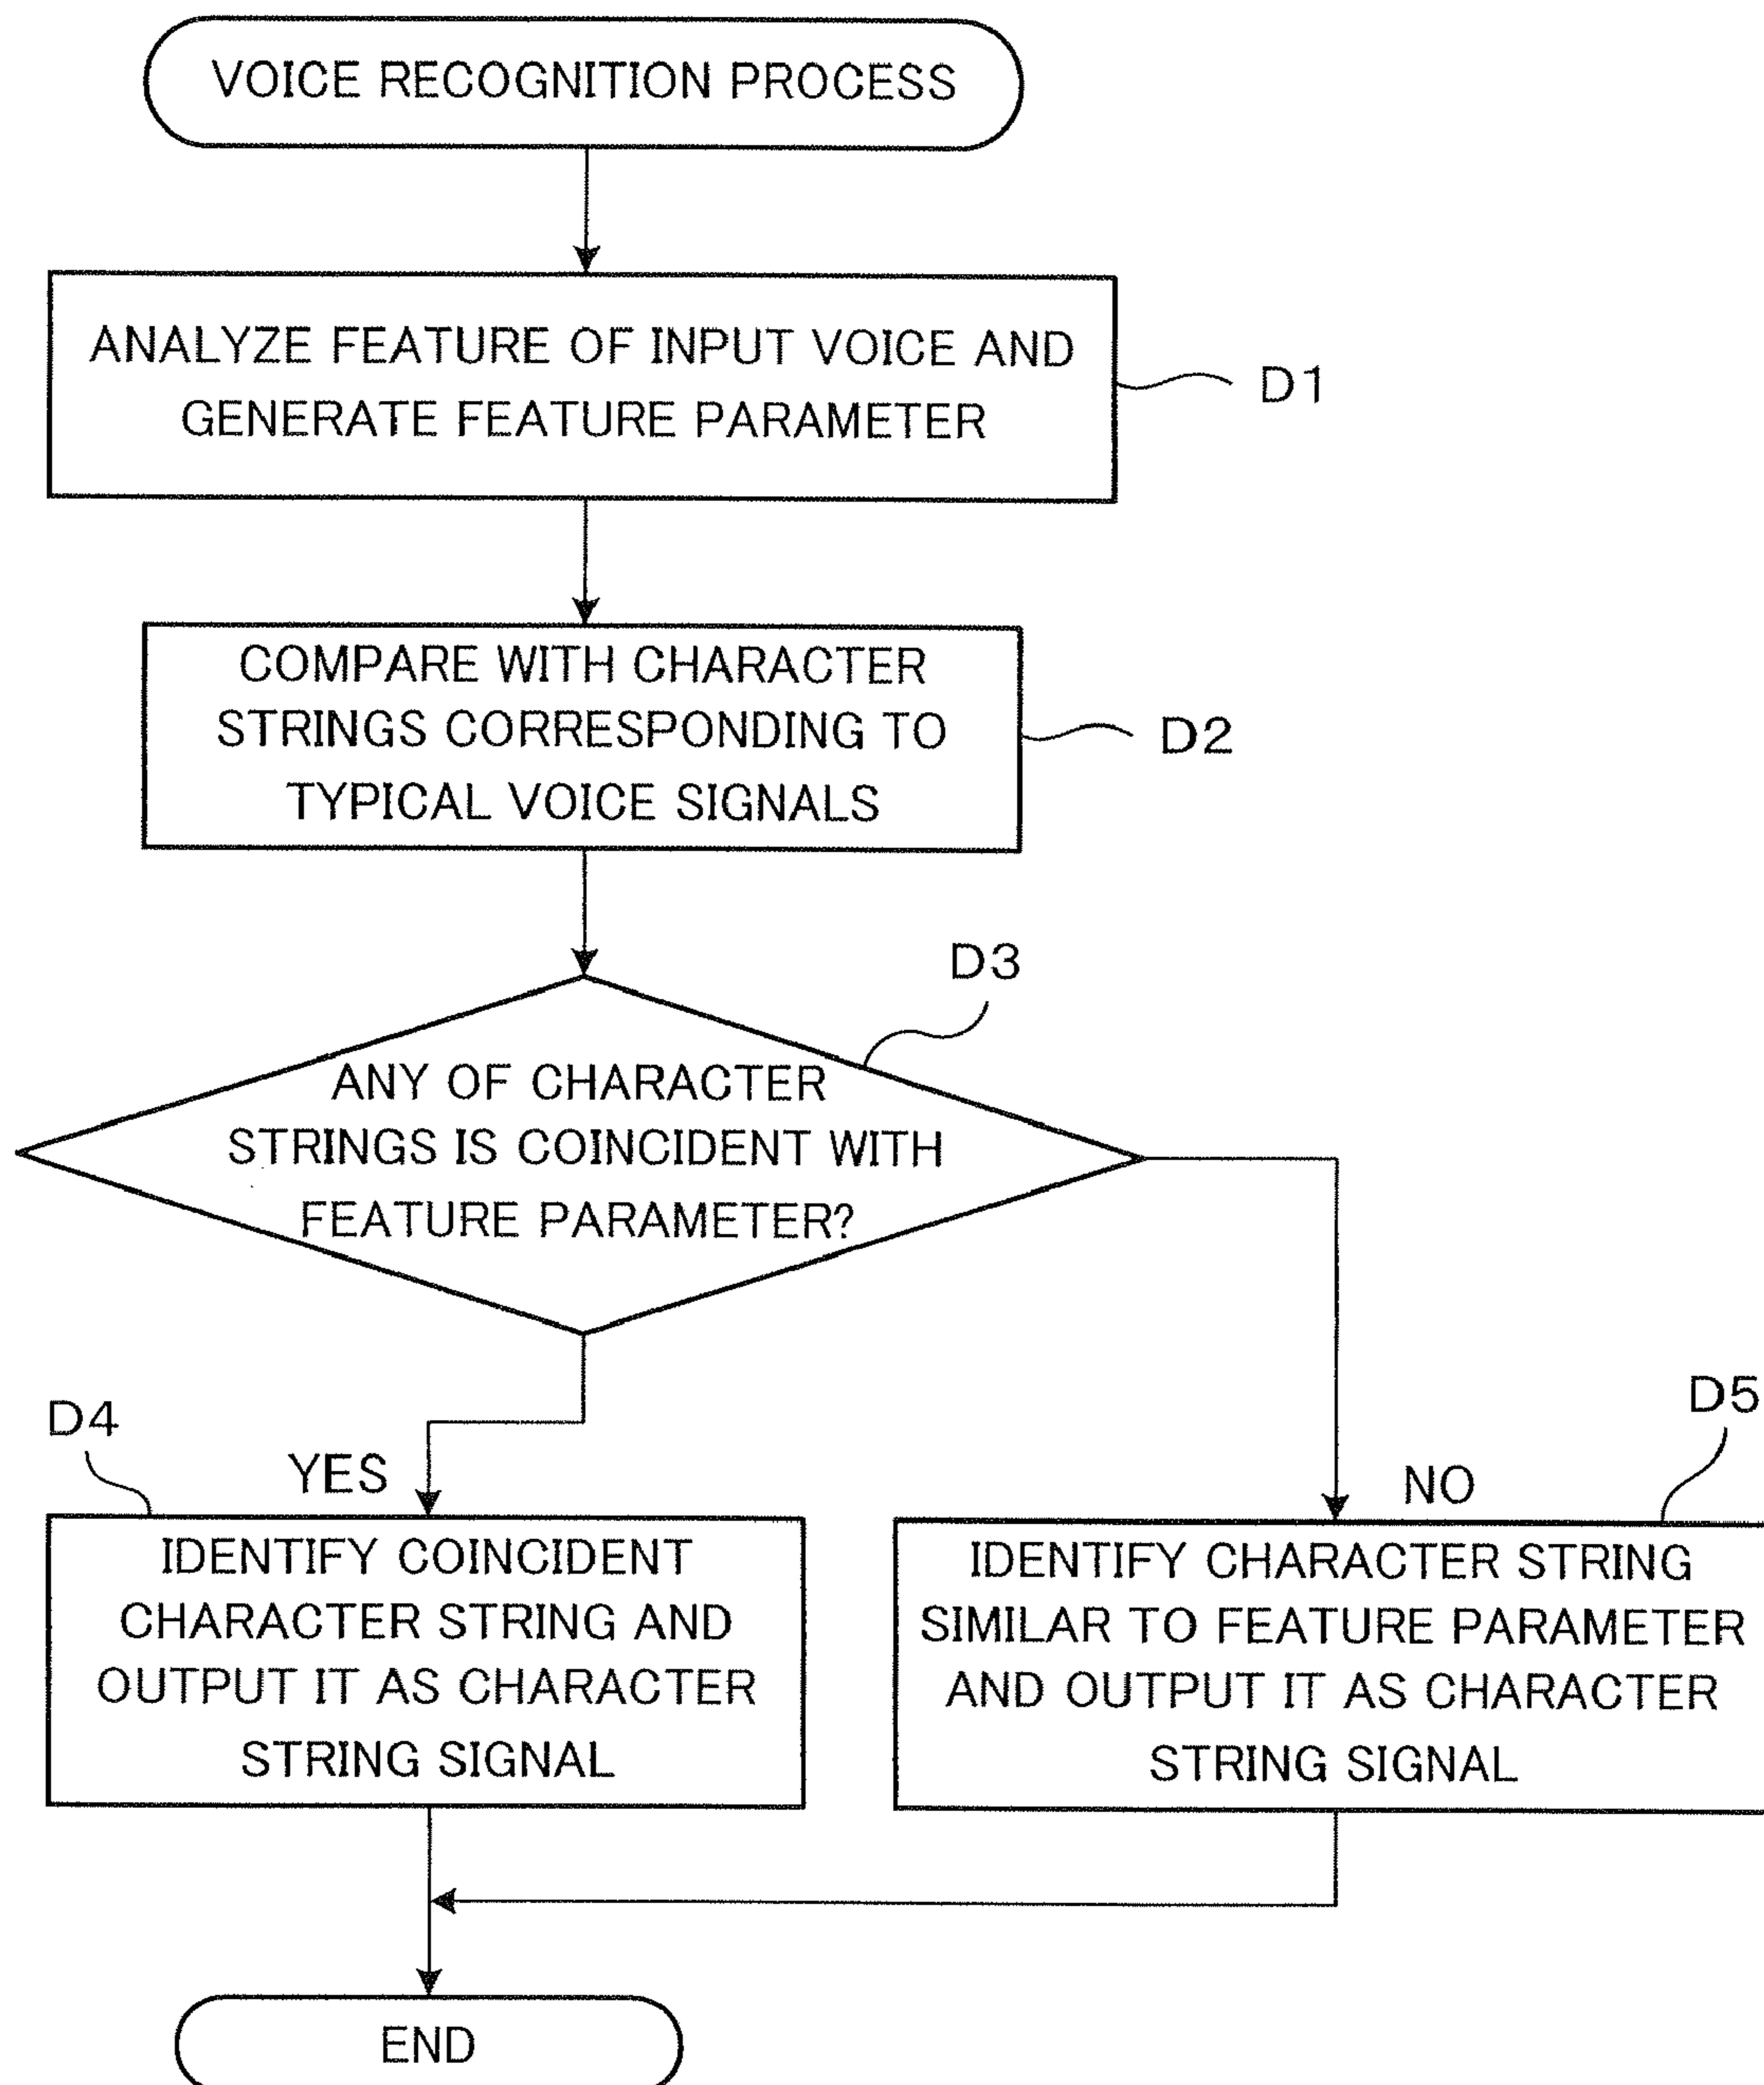 VOICE RECOGNITION PROCESS
ANALYZE FEATURE OF INPUT VOICE AND
GENERATE FEATURE PARAMETER
D1
COMPARE WITH CHARACTER
STRINGS CORRESPONDING TO
TYPICAL VOICE SIGNALS
D2
D3
ANY OF CHARACTER
STRINGS IS COINCIDENT WITH
FEATURE PARAMETER?
D4
YES
IDENTIFY COINCIDENT
CHARACTER STRING AND
OUTPUT IT AS CHARACTER
STRING SIGNAL
D5
NO
IDENTIFY CHARACTER STRING
SIMILAR TO FEATURE PARAMETER
AND OUTPUT IT AS CHARACTER
STRING SIGNAL
END